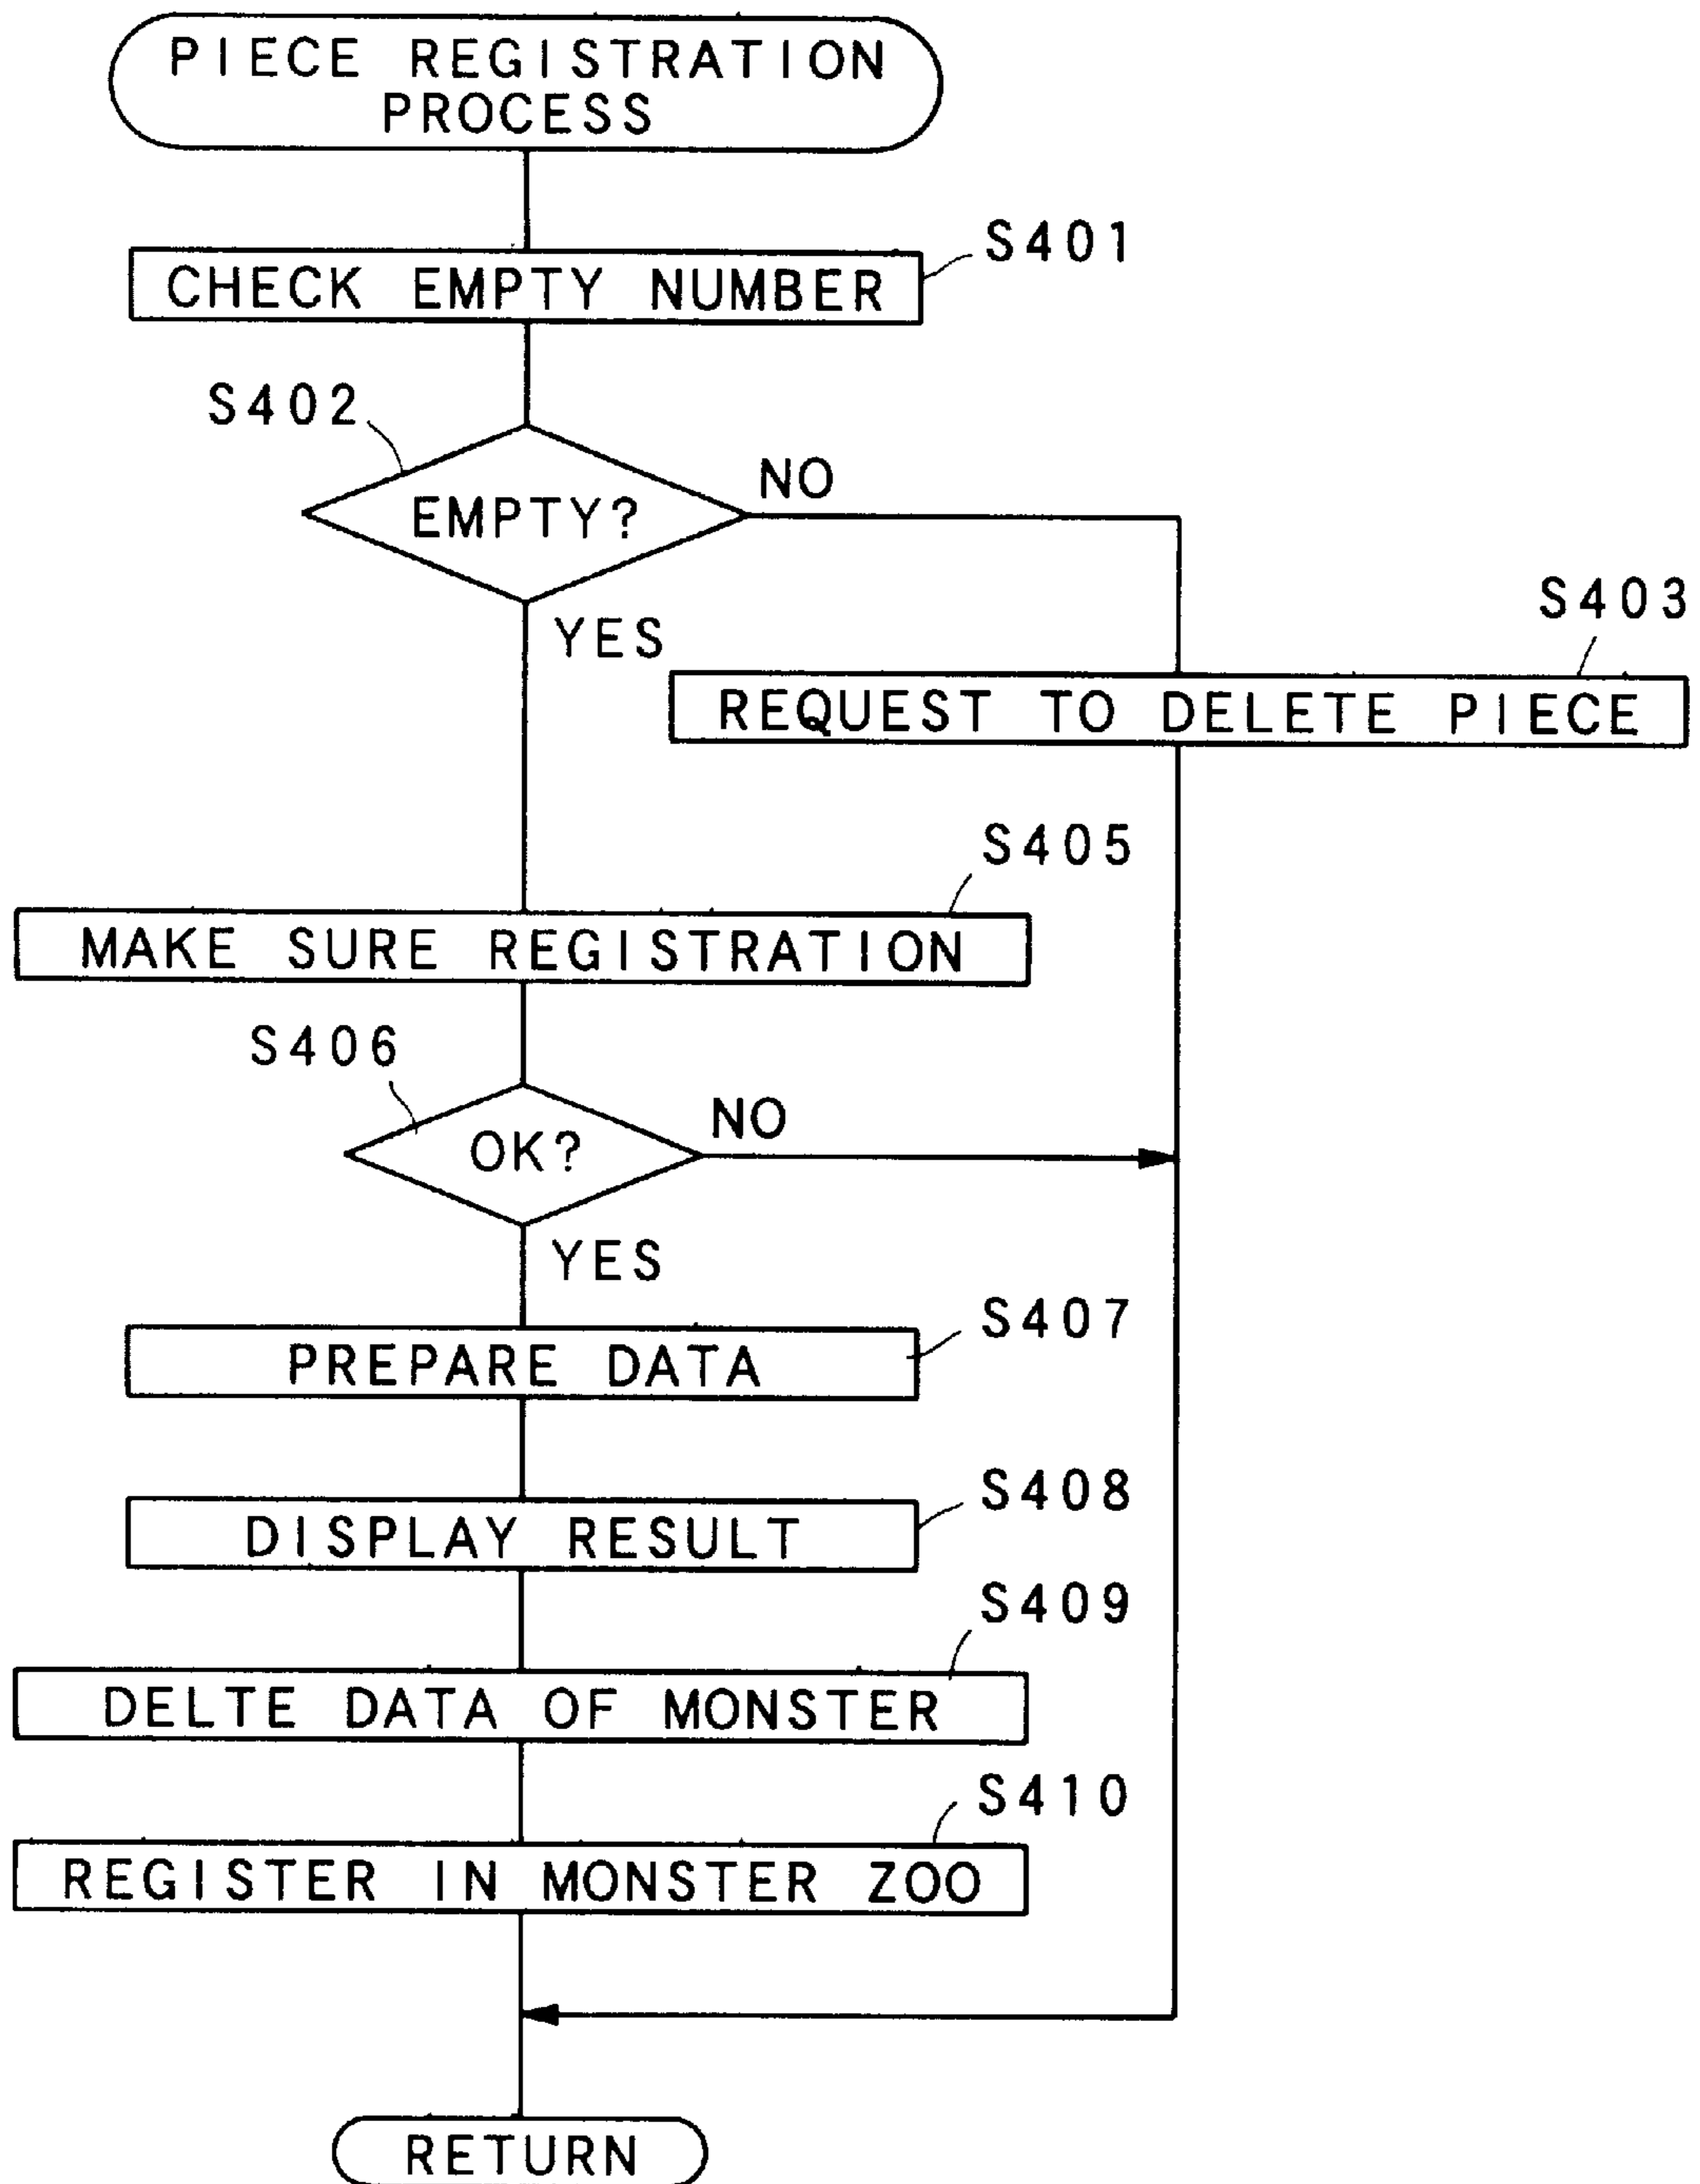 PIECE REGISTRATION
PROCESS
S401
CHECK EMPTY NUMBER
S402
EMPTY?
NO
YES
S403
REQUEST TO DELETE PIECE
S405
MAKE SURE REGISTRATION
S406
OK?
NO
YES
S407
PREPARE DATA
S408
DISPLAY RESULT
S409
DELTE DATA OF MONSTER
S410
REGISTER IN MONSTER ZOO
RETURN